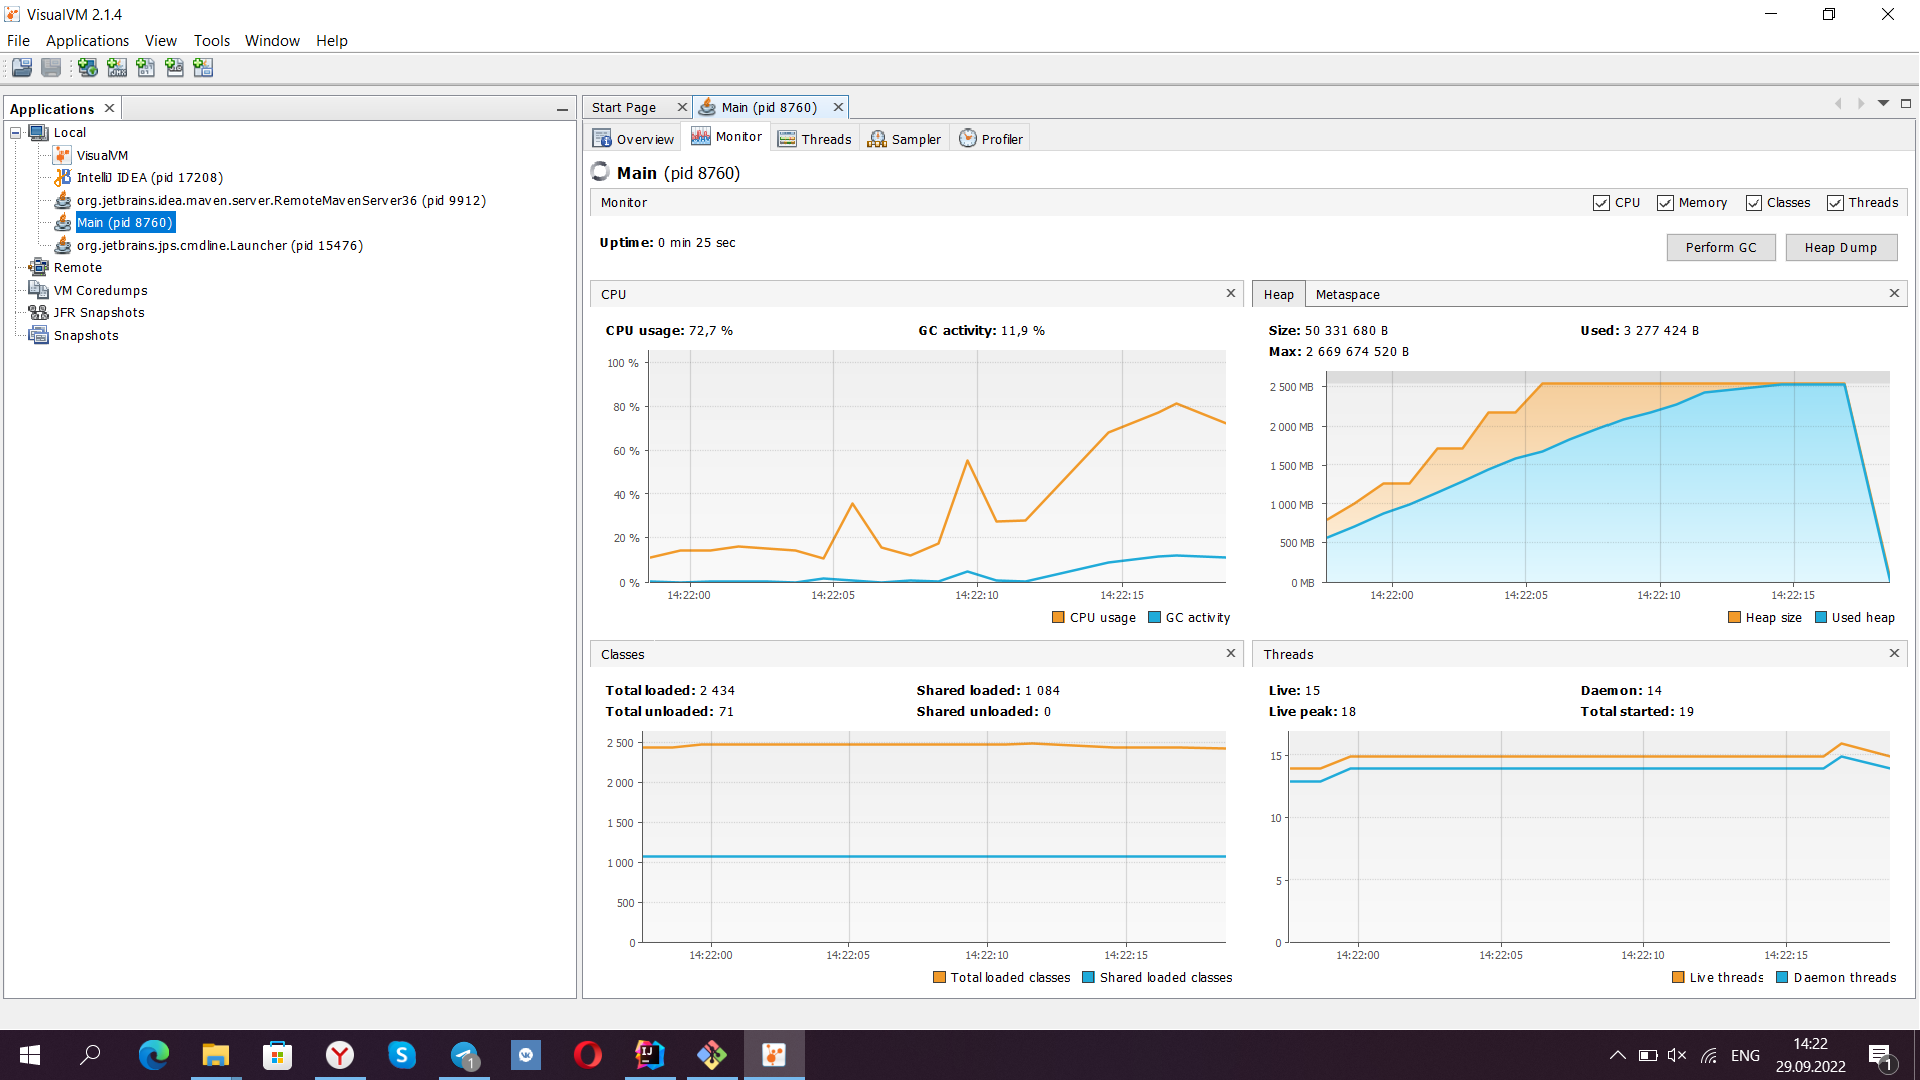 VisualVM 2.1.4
File Applications View Tools Window Help
Applications
Local
VisualVM
IntelliJ IDEA (pid 17208)
org.jetbrains.idea.maven.server.RemoteMavenServer36 (pid 9912)
Main (pid 8760)
org.jetbrains.jps.cmdline.Launcher (pid 15476)
Remote
VM Coredumps
JFR Snapshots
Snapshots
Start Page Main (pid 8760)
Overview Monitor Threads Sampler Profiler
Main (pid 8760)
Monitor CPU Memory Classes Threads
Uptime: 0 min 25 sec Perform GC Heap Dump
CPU
CPU usage: 72,7 % GC activity: 11,9 %
100 %
80 %
60 %
40 %
20 %
0 %
14:22:00 14:22:05 14:22:10 14:22:15
CPU usage GC activity
Heap Metaspace
Size: 50 331 680 B Used: 3 277 424 B
Max: 2 669 674 520 B
2 500 MB
2 000 MB
1 500 MB
1 000 MB
500 MB
0 MB
14:22:00 14:22:05 14:22:10 14:22:15
Heap size Used heap
Classes
Total loaded: 2 434 Shared loaded: 1 084
Total unloaded: 71 Shared unloaded: 0
2 500
2 000
1 500
1 000
500
0
14:22:00 14:22:05 14:22:10 14:22:15
Total loaded classes Shared loaded classes
Threads
Live: 15 Daemon: 14
Live peak: 18 Total started: 19
15
10
5
0
14:22:00 14:22:05 14:22:10 14:22:15
Live threads Daemon threads
1
ENG
14:22
29.09.2022
1